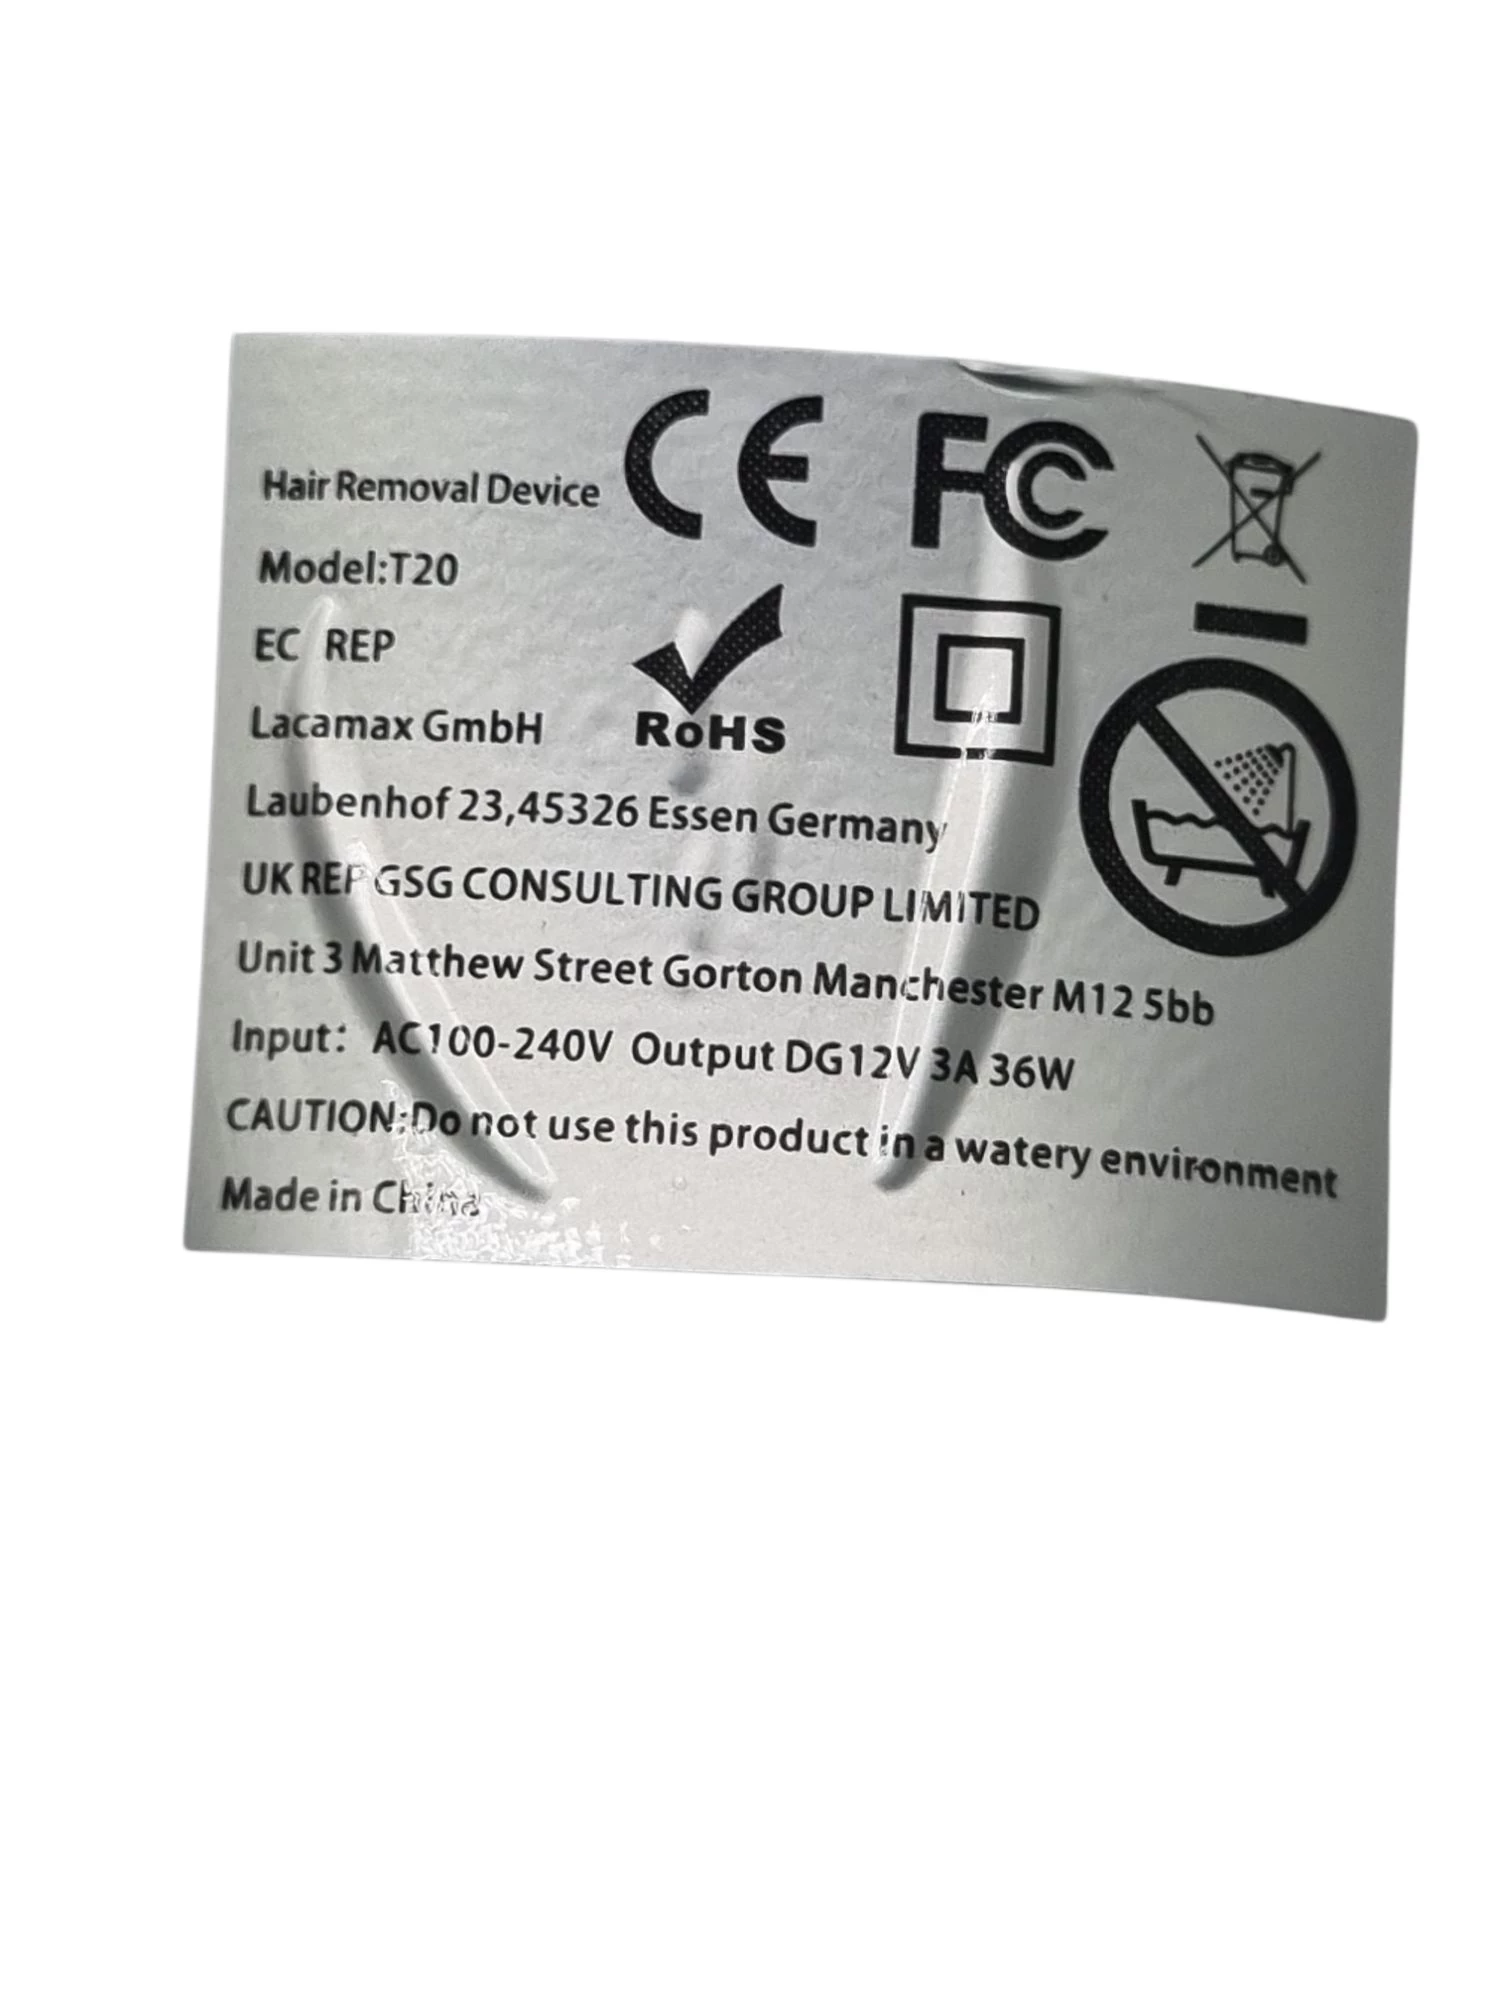 Hair Removal Device CE FC
Model:T20
EC REP
Lacamax GmbH RoHS
Laubenhof 23,45326 Essen Germany
UK REP GSG CONSULTING GROUP LIMITED
Unit 3 Matthew Street Gorton Manchester M12 5bb
Input: AC100-240V Output DG12V 3A 36W
CAUTION:Do not use this product in a watery environment
Made in China